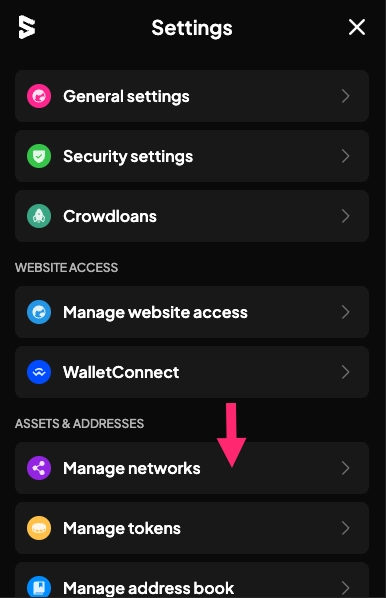 Settings
General settings
Security settings
Crowdloans
WEBSITE ACCESS
Manage website access
WalletConnect
ASSETS & ADDRESSES
Manage networks
Manage tokens
Manage address book